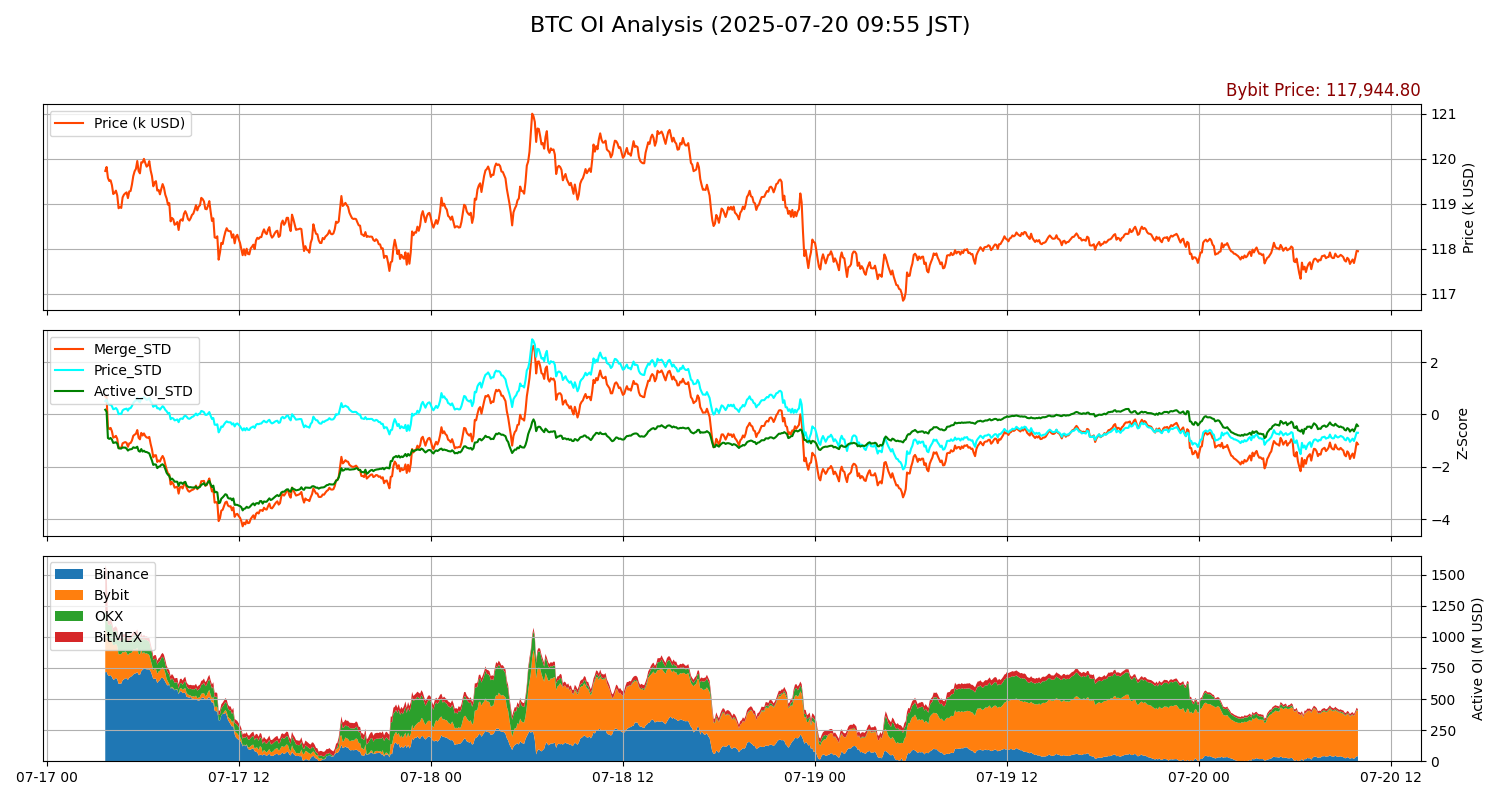 BTC OI Analysis (2025-07-20 09:55 JST)
Bybit Price: 117,944.80
Price (k USD)
121
120
119
118
117
Price (k USD)
Merge_STD
Price_STD
Active_OI_STD
2
0
−2
−4
Z-Score
Binance
Bybit
OKX
BitMEX
1500
1250
1000
750
500
250
0
Active OI (M USD)
07-17 00
07-17 12
07-18 00
07-18 12
07-19 00
07-19 12
07-20 00
07-20 12